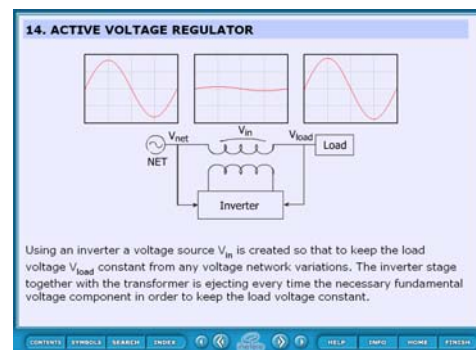 14. ACTIVE VOLTAGE REGULATOR
Vnet
Vin
Vload
NET
Load
Inverter
Using an inverter a voltage source Vin is created so that to keep the load
voltage Vload constant from any voltage network variations. The inverter stage
together with the transformer is ejecting every time the necessary fundamental
voltage component in order to keep the load voltage constant.
CONTENTS SYMBOLS SEARCH INDEX HELP INFO HOME FINISH